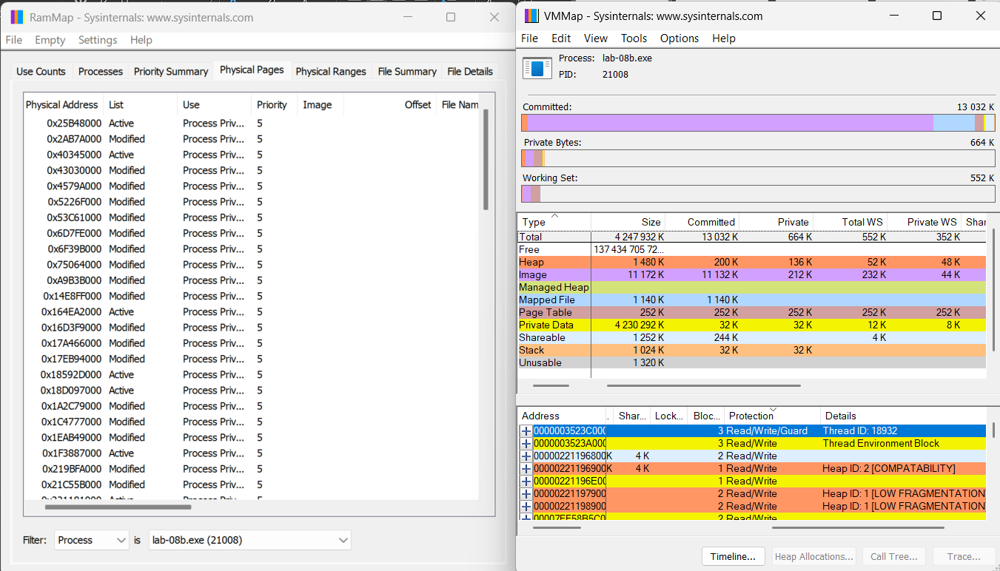 RamMap - Sysinternals: www.sysinternals.com
File Empty Settings Help
Use Counts Processes Priority Summary Physical Pages Physical Ranges File Summary File Details
Physical Address List Use Priority Image Offset File Nam
0x25B48000 Active Process Priv... 5
0x2AB7A000 Modified Process Priv... 5
0x40345000 Active Process Priv... 5
0x43030000 Modified Process Priv... 5
0x4579A000 Modified Process Priv... 5
0x5226F000 Modified Process Priv... 5
0x53C61000 Modified Process Priv... 5
0x6D7FE000 Modified Process Priv... 5
0x6F39B000 Modified Process Priv... 5
0x75064000 Modified Process Priv... 5
0xA9B3B000 Modified Process Priv... 5
0x14E8FF000 Modified Process Priv... 5
0x164EA2000 Active Process Priv... 5
0x16D3F9000 Modified Process Priv... 5
0x17A466000 Modified Process Priv... 5
0x17EB94000 Modified Process Priv... 5
0x18592D000 Active Process Priv... 5
0x18D097000 Active Process Priv... 5
0x1A2C79000 Modified Process Priv... 5
0x1C4777000 Modified Process Priv... 5
0x1EAB49000 Modified Process Priv... 5
0x1F3887000 Active Process Priv... 5
0x219BFA000 Modified Process Priv... 5
0x21C55B000 Modified Process Priv... 5
Filter: Process is lab-08b.exe (21008)
VMMap - Sysinternals: www.sysinternals.com
File Edit View Tools Options Help
Process: lab-08b.exe
PID: 21008
Committed: 13 032 K
Private Bytes: 664 K
Working Set: 552 K
Type Size Committed Private Total WS Private WS Shar
Total 4 247 932 K 13 032 K 664 K 552 K 352 K
Free 137 434 705 72...
Heap 1 480 K 200 K 136 K 52 K 48 K
Image 11 172 K 11 132 K 212 K 232 K 44 K
Managed Heap
Mapped File 1 140 K 1 140 K
Page Table 252 K 252 K 252 K 252 K 252 K
Private Data 4 230 292 K 32 K 32 K 12 K 8 K
Shareable 1 252 K 244 K 4 K
Stack 1 024 K 32 K 32 K
Unusable 1 320 K
Address . Shar... Lock... Bloc... Protection Details
0000003523C000 3 Read/Write/Guard Thread ID: 18932
0000003523A000 3 Read/Write Thread Environment Block
00000221196800 K 4 K 2 Read/Write
00000221196900 K 4 K 1 Read/Write Heap ID: 2 [COMPATABILITY]
00000221196E00 1 Read/Write
00000221197900 2 Read/Write Heap ID: 1 [LOW FRAGMENTATION
00000221198900 2 Read/Write Heap ID: 1 [LOW FRAGMENTATION
2 Read/Write
Timeline... Heap Allocations... Call Tree... Trace...